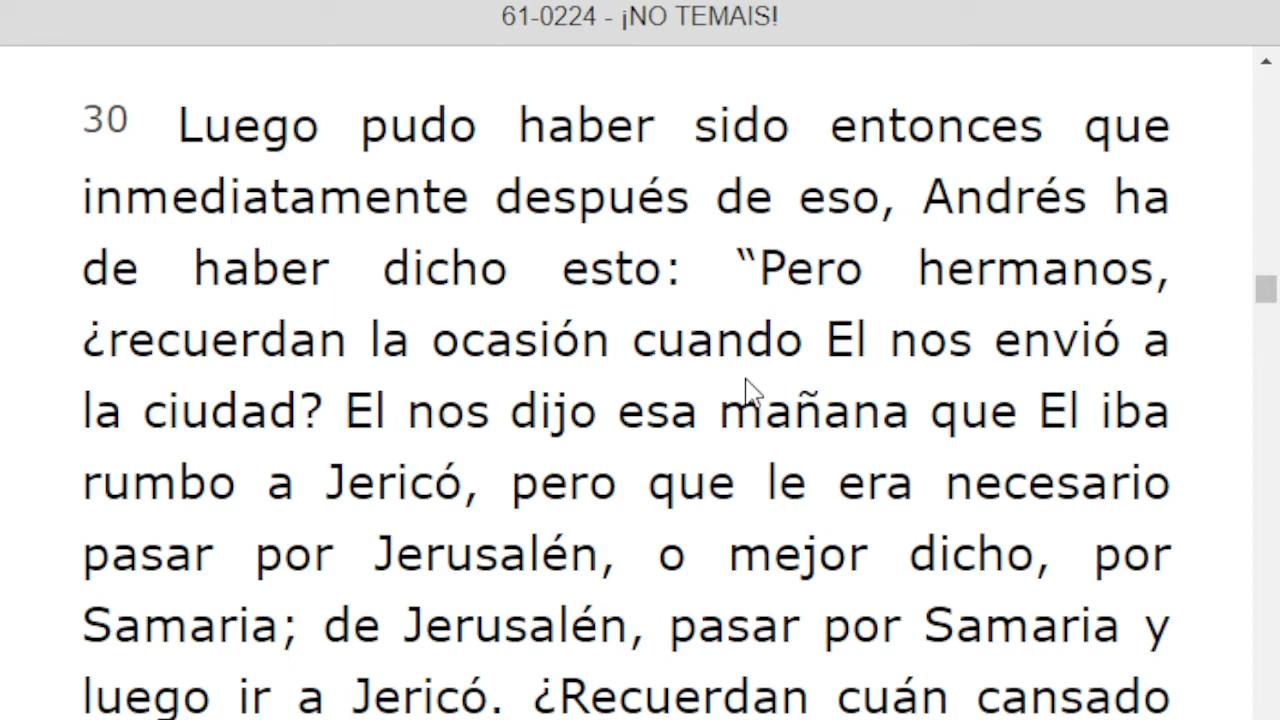 61-0224 - ¡NO TEMAIS!
30 Luego pudo haber sido entonces que
inmediatamente después de eso, Andrés ha
de haber dicho esto: “Pero hermanos,
¿recuerdan la ocasión cuando El nos envió a
la ciudad? El nos dijo esa mañana que El iba
rumbo a Jericó, pero que le era necesario
pasar por Jerusalén, o mejor dicho, por
Samaria; de Jerusalén, pasar por Samaria y
luego ir a Jericó. ¿Recuerdan cuán cansado